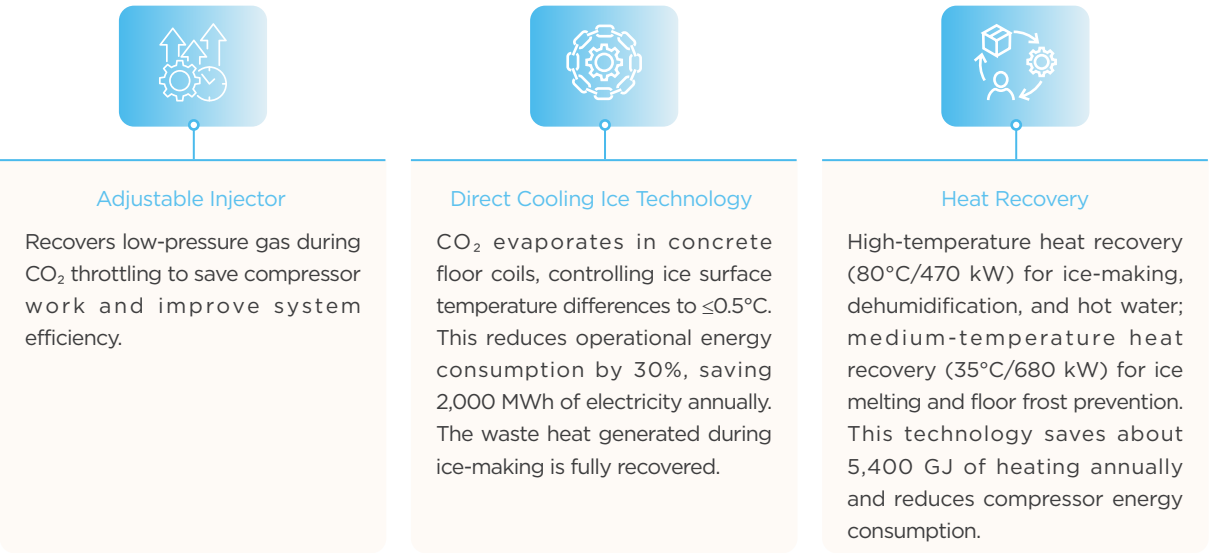 Adjustable Injector
Recovers low-pressure gas during
CO₂ throttling to save compressor
work and improve system
efficiency.
Direct Cooling Ice Technology
CO₂ evaporates in concrete
floor coils, controlling ice surface
temperature differences to ≤0.5°C.
This reduces operational energy
consumption by 30%, saving
2,000 MWh of electricity annually.
The waste heat generated during
ice-making is fully recovered.
Heat Recovery
High-temperature heat recovery
(80°C/470 kW) for ice-making,
dehumidification, and hot water;
medium-temperature heat
recovery (35°C/680 kW) for ice
melting and floor frost prevention.
This technology saves about
5,400 GJ of heating annually
and reduces compressor energy
consumption.